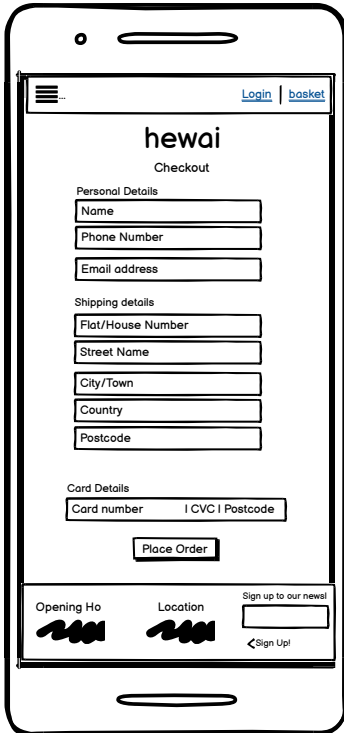 ... Login | basket
hewai
Checkout
Personal Details
Name
Phone Number
Email address
Shipping details
Flat/House Number
Street Name
City/Town
Country
Postcode
Card Details
Card number I CVC I Postcode
Place Order
Opening Ho
Location
Sign up to our newsl
Sign Up!